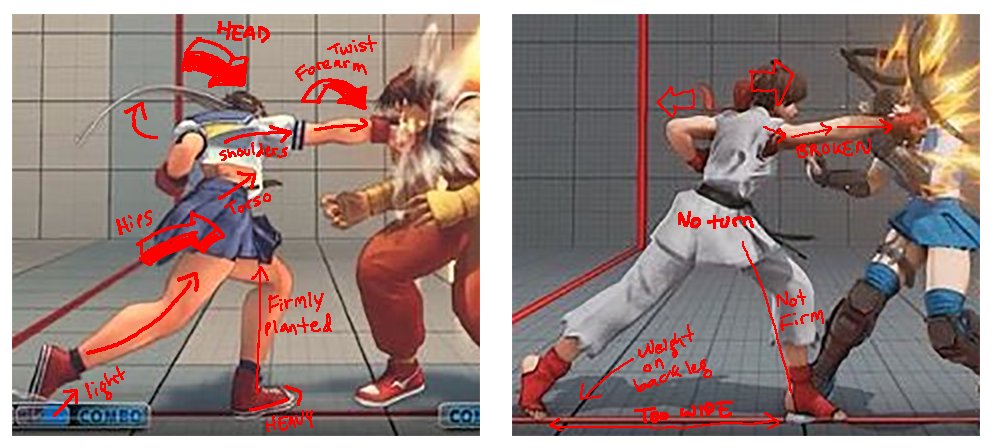 HEAD
Twist
Forearm
shoulders
Torso
Hips
Firmly
planted
light
HEAVY
COMBO
CO
BROKEN
No turn
Not
Firm
Weight
on
back leg
Too WIDE